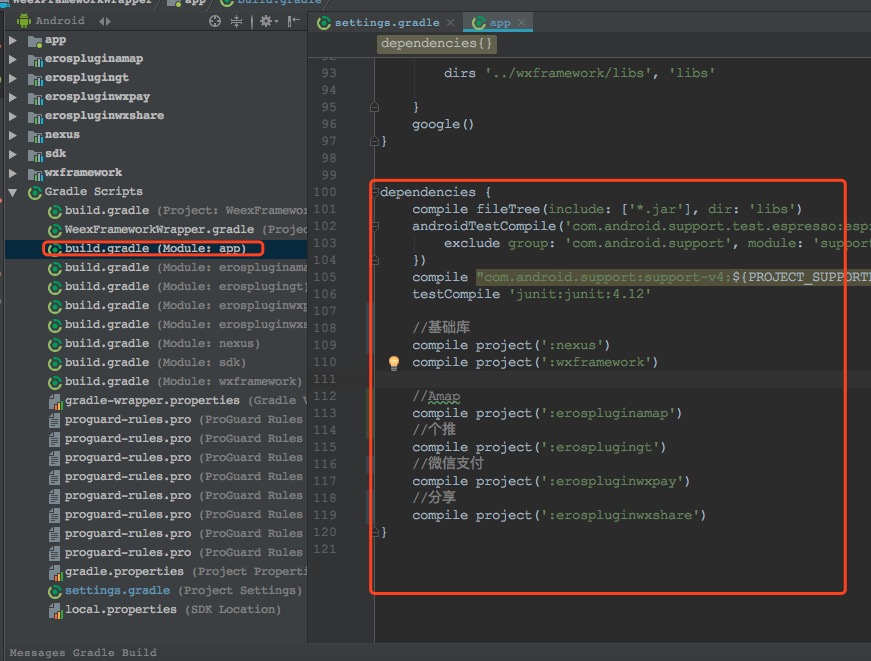 WeexFrameworkWrapper app build.gradle
Android
settings.gradle
app
dependencies{}
app
erospluginamap
erosplugingt
erospluginwxpay
erospluginwxshare
nexus
sdk
wxframework
Gradle Scripts
build.gradle (Project: WeexFramewor
WeexFrameworkWrapper.gradle (Proje
build.gradle (Module: app)
build.gradle (Module: erospluginama
build.gradle (Module: erosplugingt)
build.gradle (Module: erospluginwxp
build.gradle (Module: erospluginwxs
build.gradle (Module: nexus)
build.gradle (Module: sdk)
build.gradle (Module: wxframework)
gradle-wrapper.properties (Gradle V
proguard-rules.pro (ProGuard Rules
proguard-rules.pro (ProGuard Rules
proguard-rules.pro (ProGuard Rules
proguard-rules.pro (ProGuard Rules
proguard-rules.pro (ProGuard Rules
proguard-rules.pro (ProGuard Rules
proguard-rules.pro (ProGuard Rules
proguard-rules.pro (ProGuard Rules
gradle.properties (Project Properti
settings.gradle (Project Settings)
local.properties (SDK Location)
92
93 dirs '../wxframework/libs', 'libs'
94
95 }
96 google()
97 }
98
99
100 dependencies {
101 compile fileTree(include: ['*.jar'], dir: 'libs')
102 androidTestCompile('com.android.support.test.espresso:esp
103 exclude group: 'com.android.support', module: 'support
104 })
105 compile "com.android.support:support-v4:${PROJECT_SUPPORTL
106 testCompile 'junit:junit:4.12'
107
108 //基础库
109 compile project(':nexus')
110 compile project(':wxframework')
111
112 //Amap
113 compile project(':erospluginamap')
114 //个推
115 compile project(':erosplugingt')
116 //微信支付
117 compile project(':erospluginwxpay')
118 //分享
119 compile project(':erospluginwxshare')
120 }
121
Messages Gradle Build